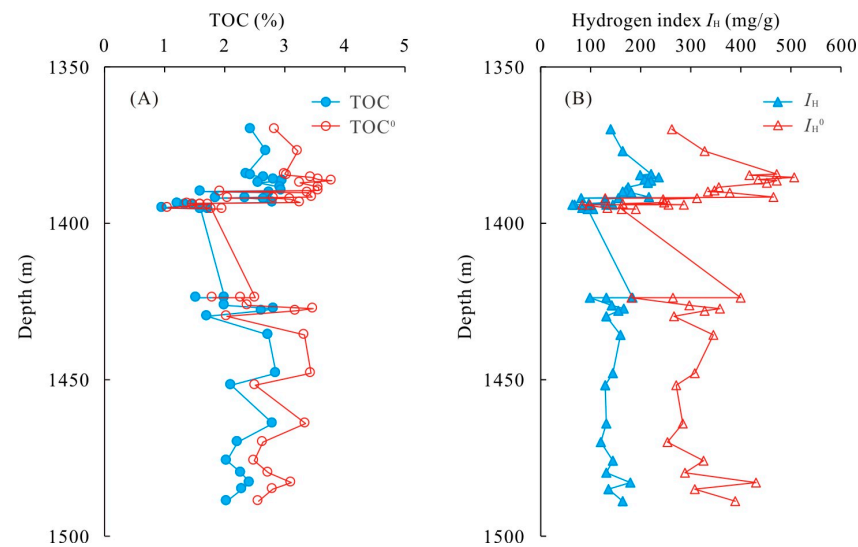 TOC (%)
0 1 2 3 4 5
1350
1400
1450
1500
Depth (m)
(A)
TOC
TOC⁰
Hydrogen index I_H (mg/g)
0 100 200 300 400 500 600
1350
1400
1450
1500
Depth (m)
(B)
I_H
I_H⁰